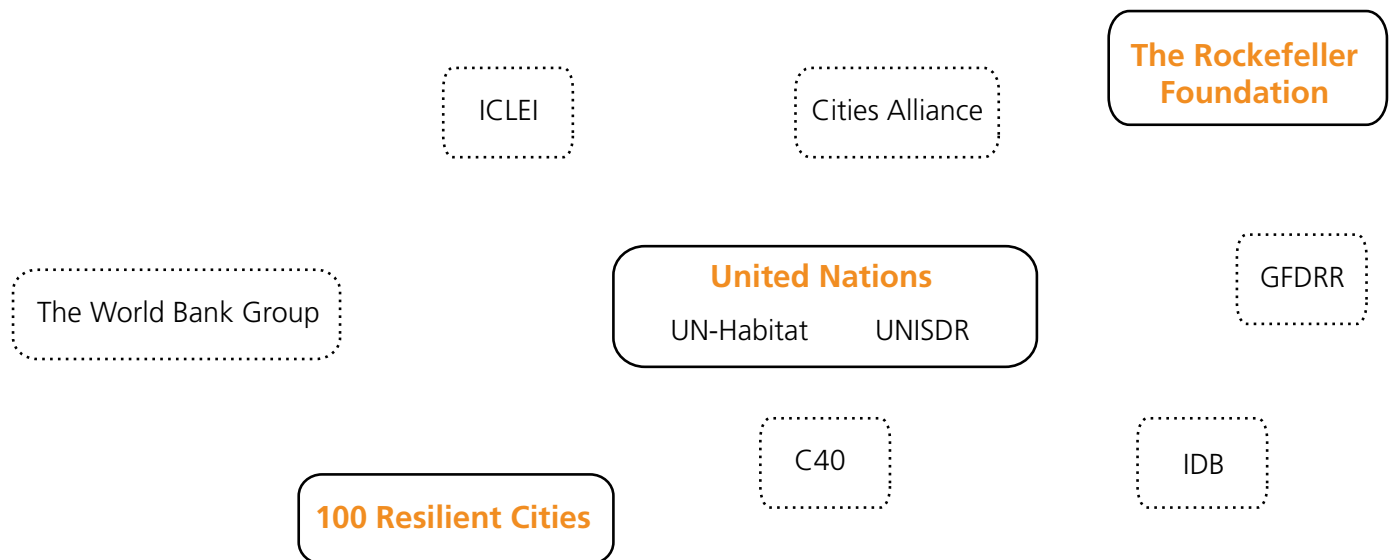 The Rockefeller
Foundation
ICLEI
Cities Alliance
United Nations
UN-Habitat UNISDR
GFDRR
The World Bank Group
C40
IDB
100 Resilient Cities